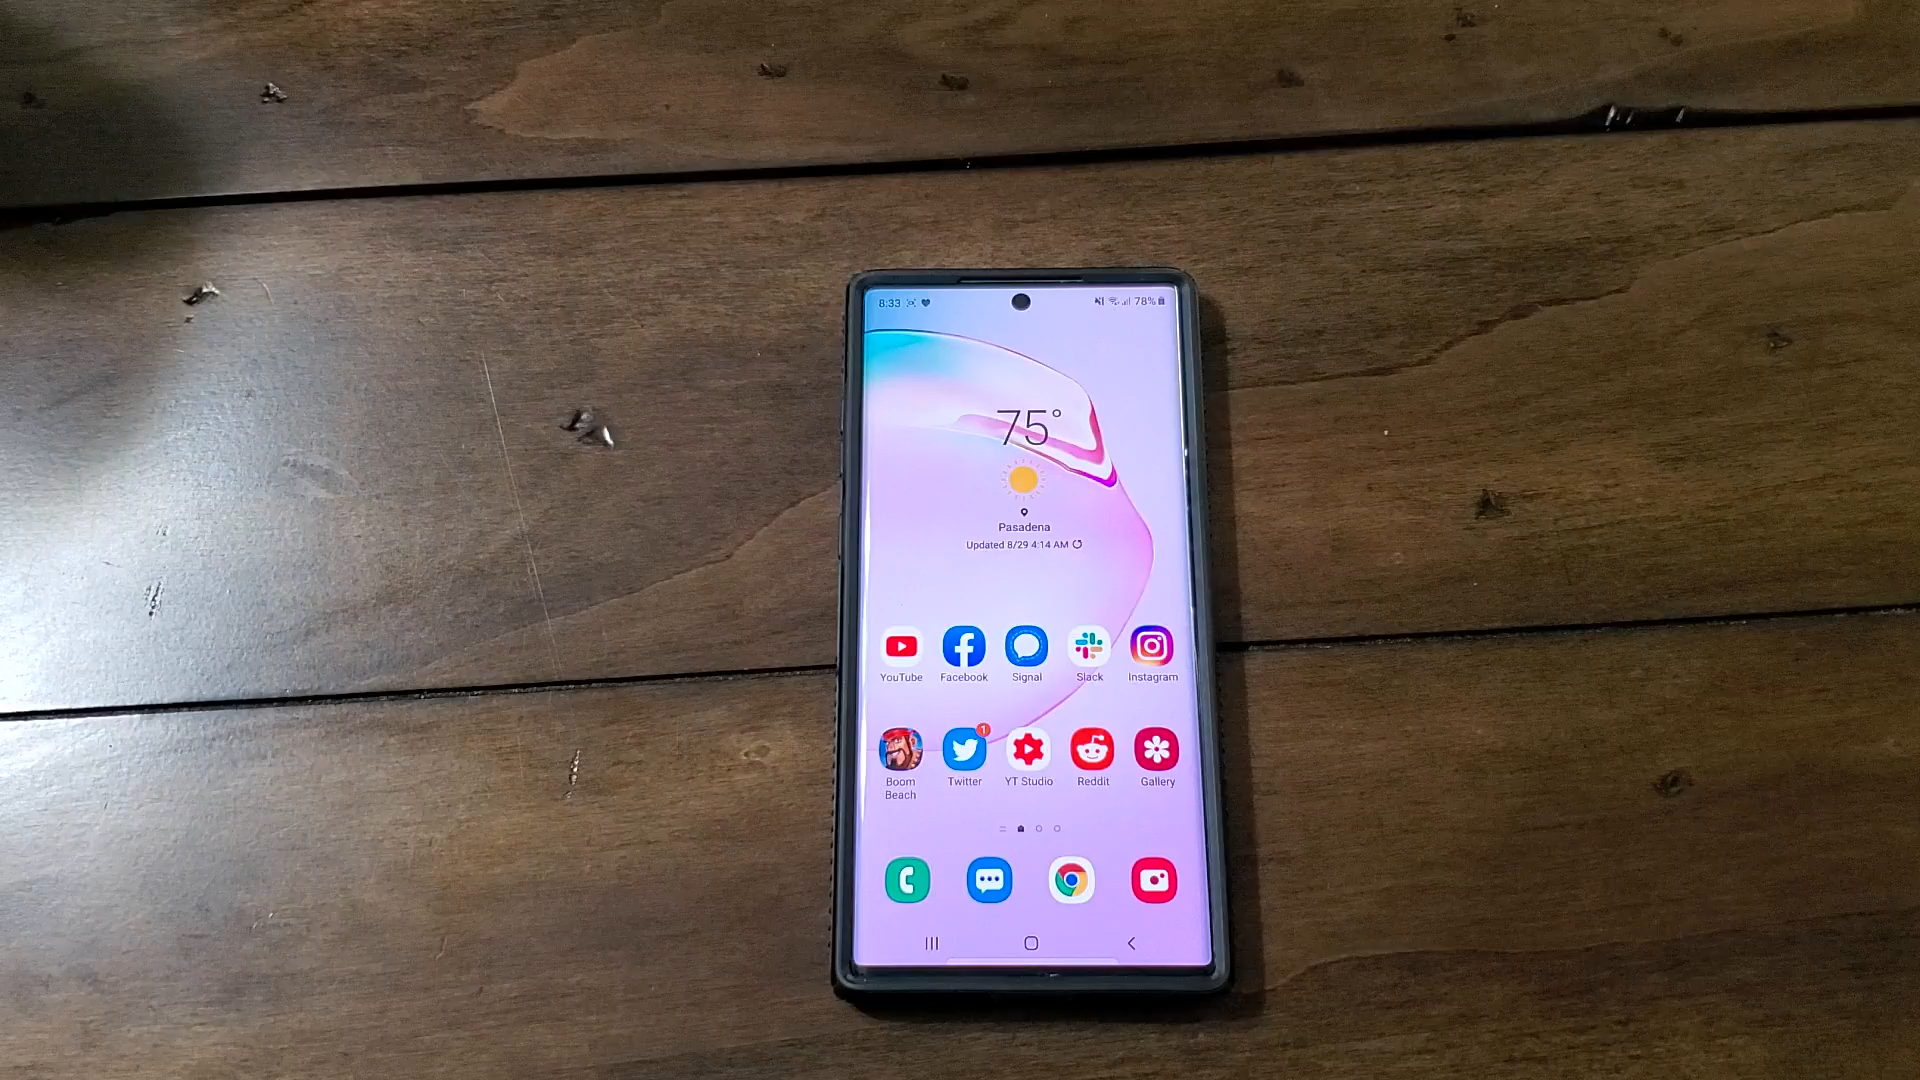 8:33
78%
75°
Pasadena
Updated 8/29 4:14 AM
YouTube
Facebook
Signal
Slack
Instagram
1
Boom
Beach
Twitter
YT Studio
Reddit
Gallery